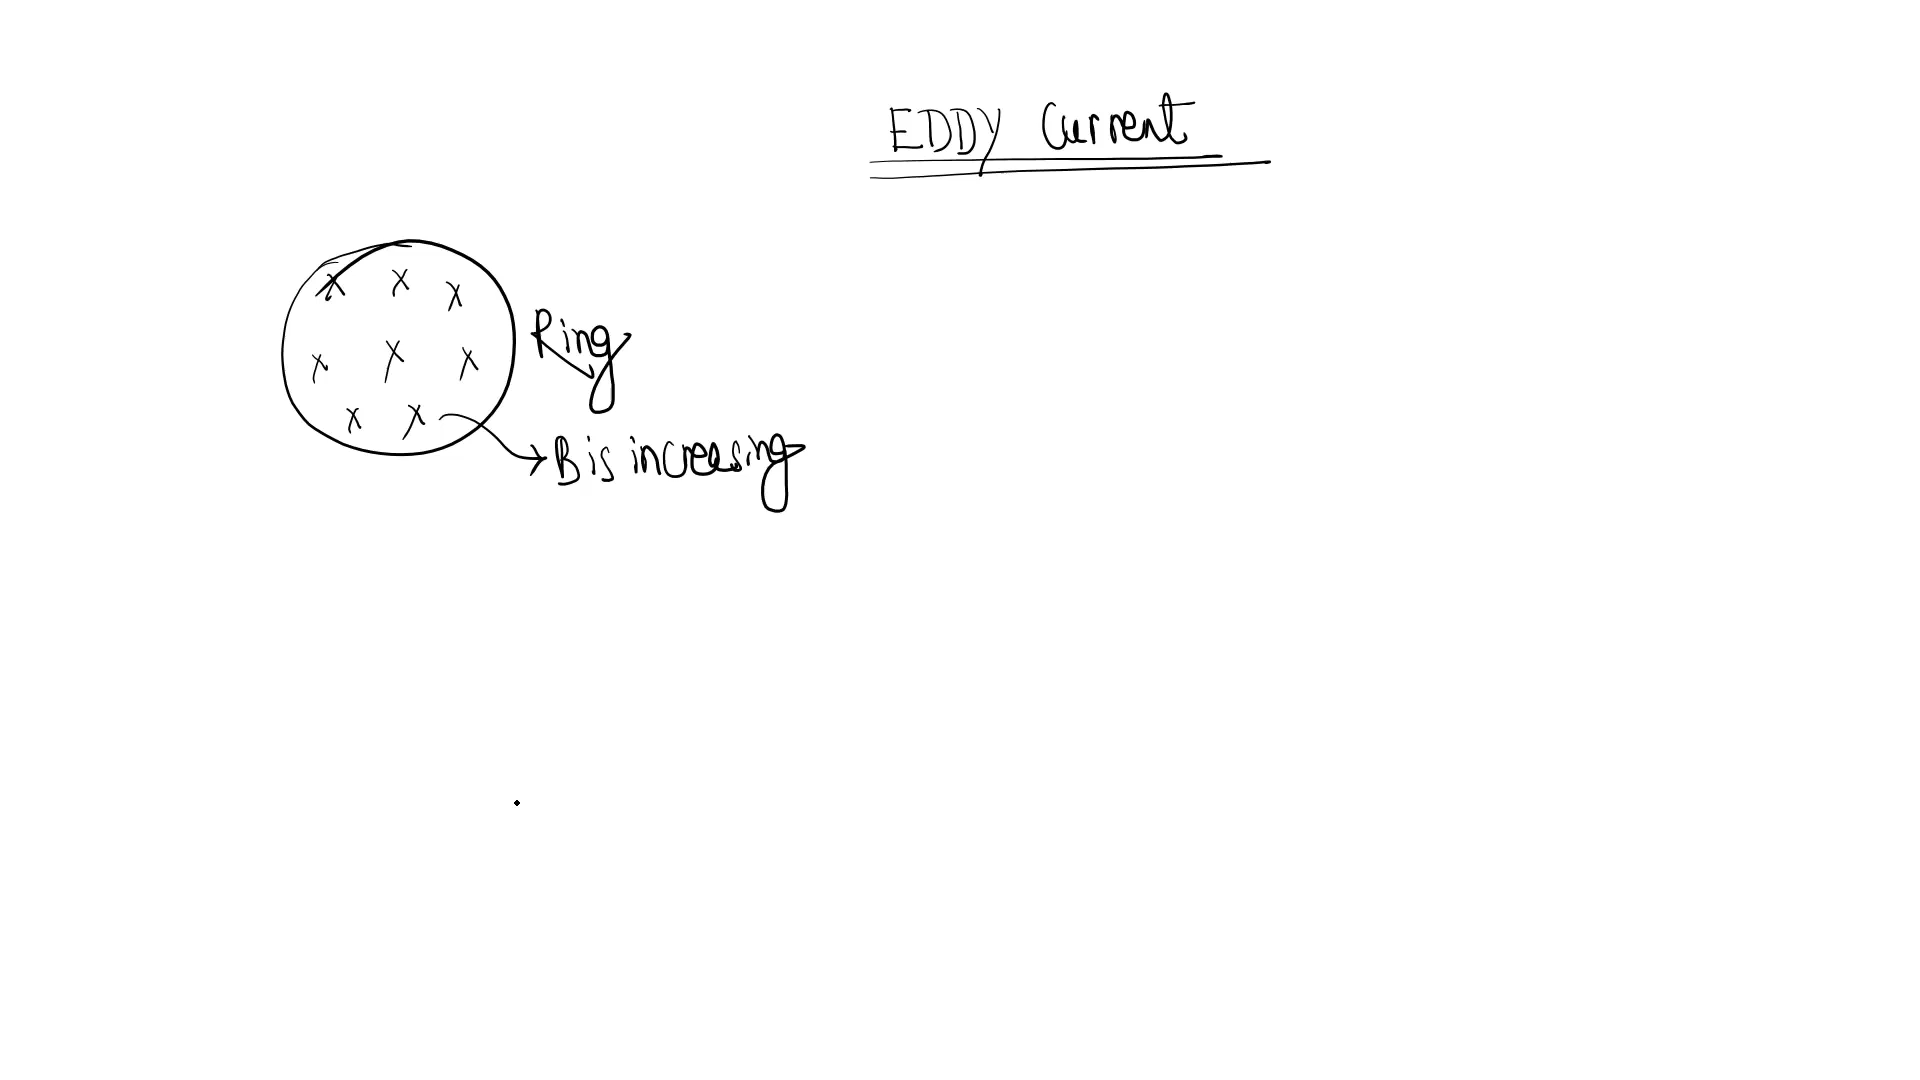 EDDY Current
x x x
Ring
x x x
x x
B is increasing